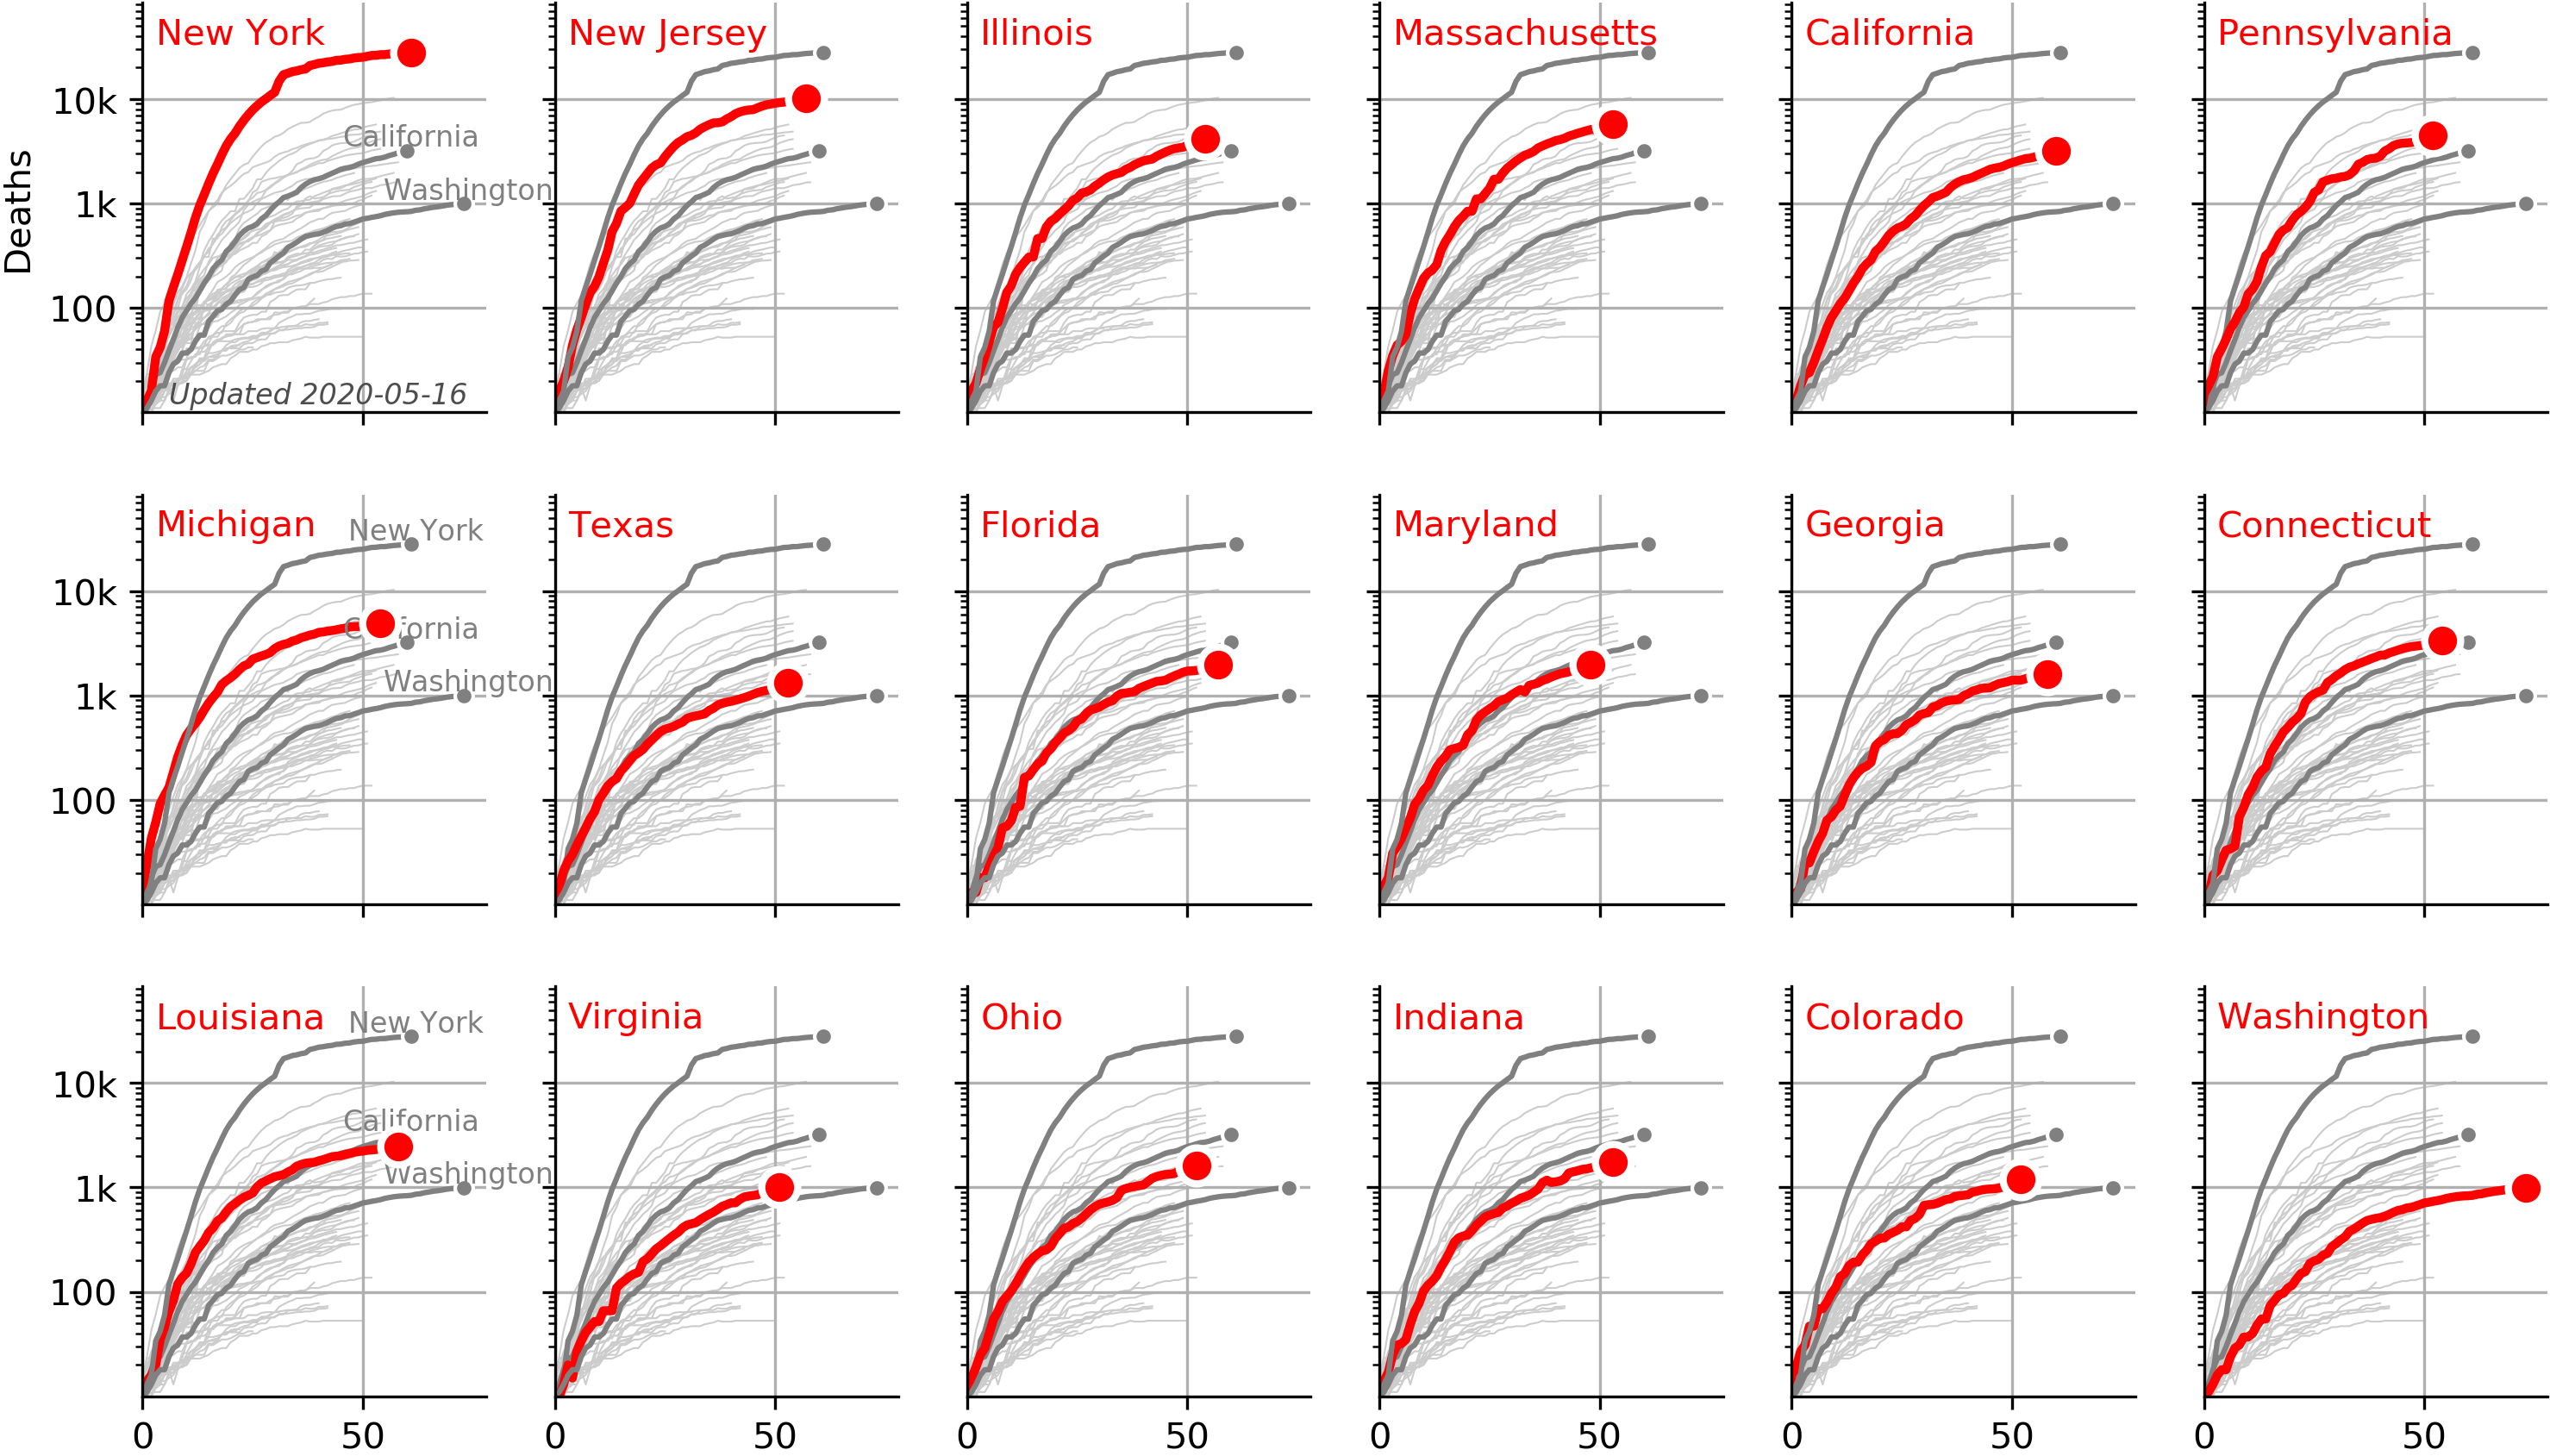 New York
New Jersey
Illinois
Massachusetts
California
Pennsylvania
10k
California
Deaths
Washington
1k
100
Updated 2020-05-16
Michigan
New York
Texas
Florida
Maryland
Georgia
Connecticut
10k
California
Washington
1k
100
Louisiana
New York
Virginia
Ohio
Indiana
Colorado
Washington
10k
California
Washington
1k
100
0 50 50 0 50 0 50 0 50 0 50